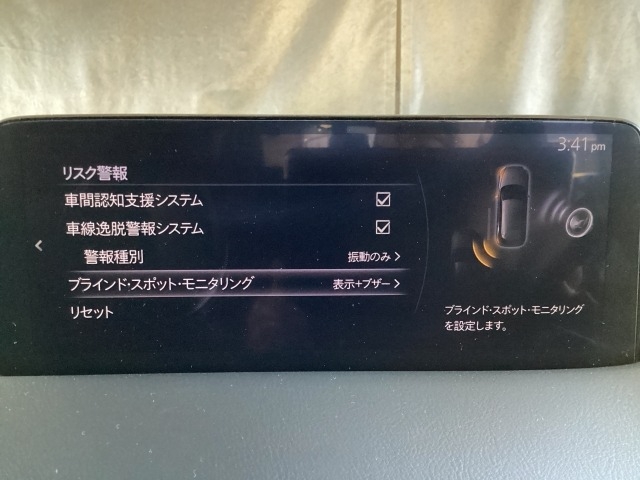 3:41 pm
リスク警報
車間認知支援システム
車線逸脱警報システム
警報種別 振動のみ
ブラインド・スポット・モニタリング 表示+ブザー
リセット
ブラインド・スポット・モニタリング
を設定します。